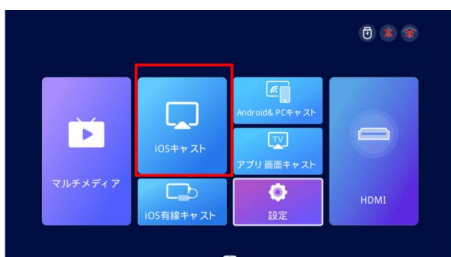 マルチメディア
iOSキャスト
Android& PCキャスト
TV
アプリ画面キャスト
iOS有線キャスト
設定
HDMI